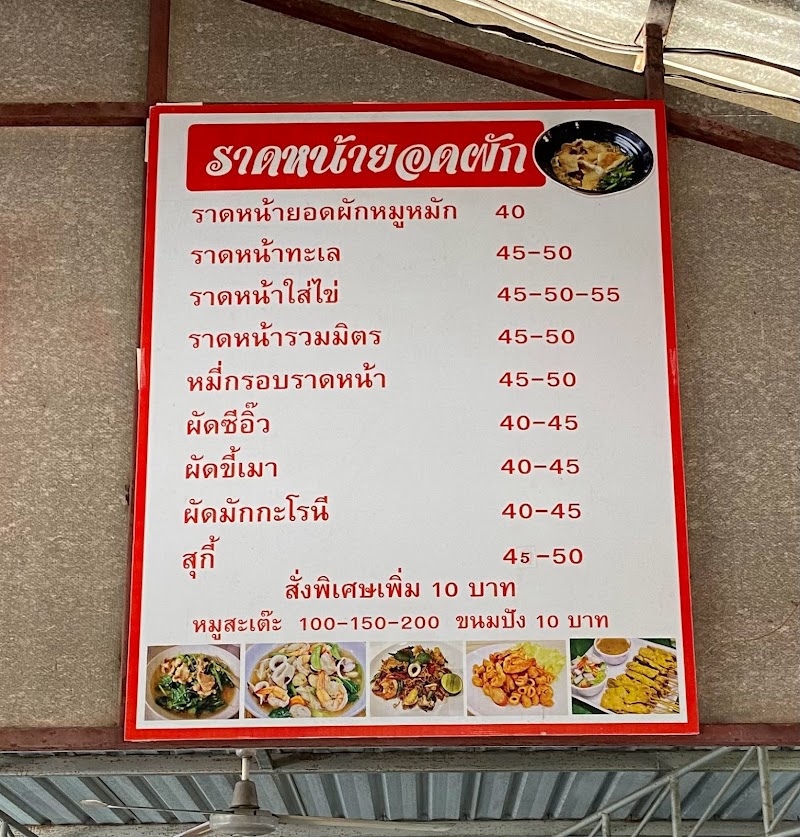 ราดหน้ายอดผัก
ราดหน้ายอดผักหมูหมัก 40
ราดหน้าทะเล 45-50
ราดหน้าใส่ไข่ 45-50-55
ราดหน้ารวมมิตร 45-50
หมี่กรอบราดหน้า 45-50
ผัดซีอิ๊ว 40-45
ผัดขี้เมา 40-45
ผัดมักกะโรนี 40-45
สุกี้ 45-50
สั่งพิเศษเพิ่ม 10 บาท
หมูสะเต๊ะ 100-150-200 ขนมปัง 10 บาท